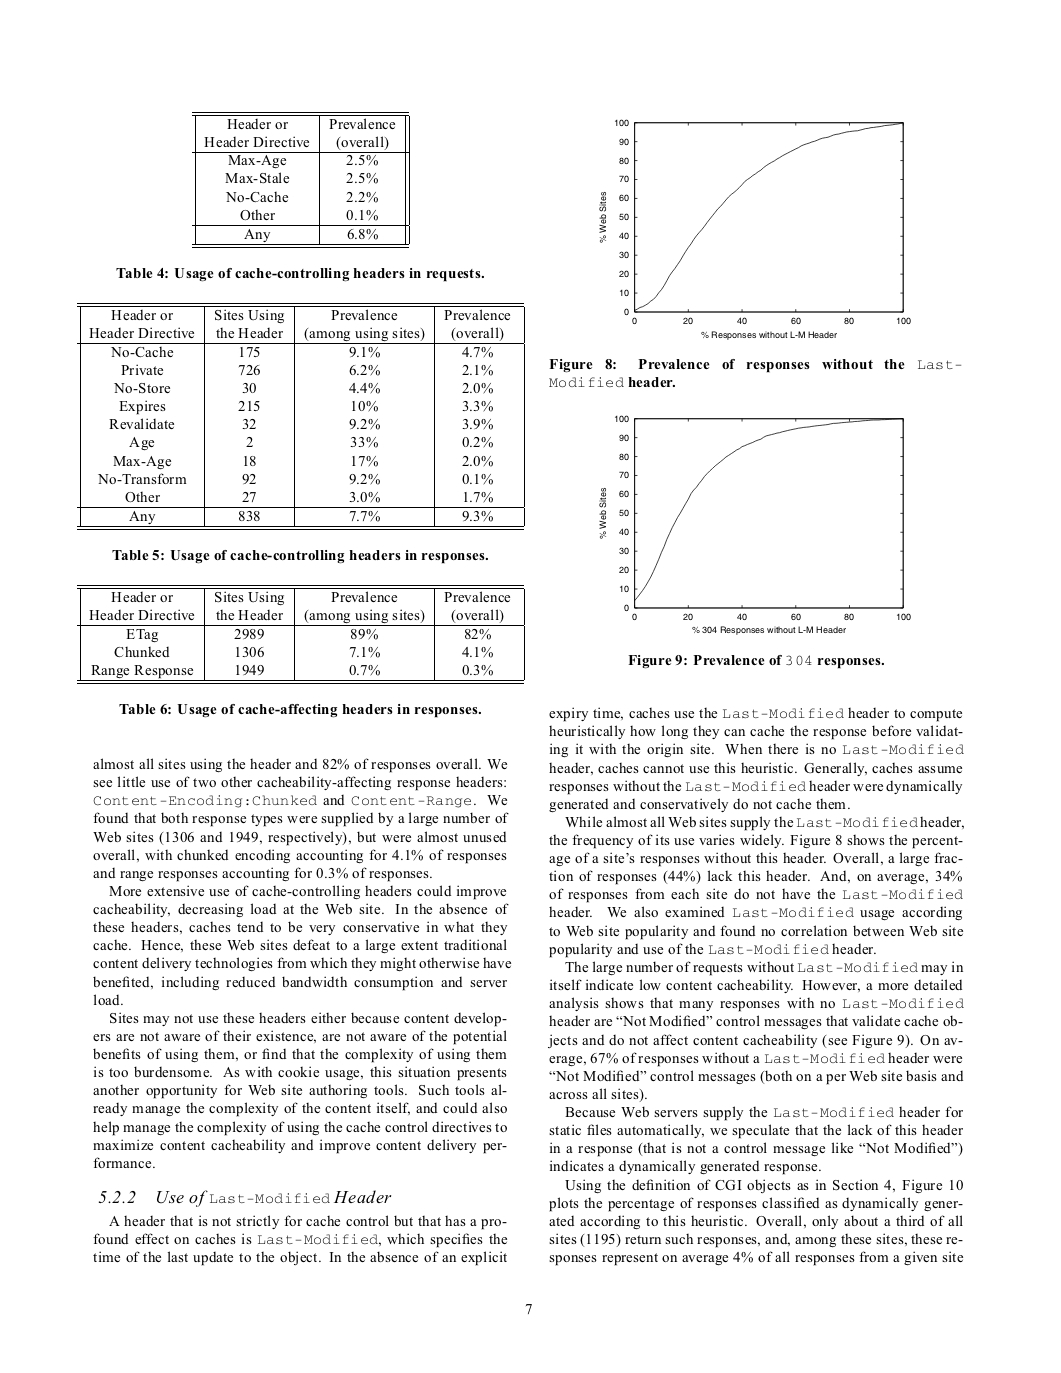 Header or Prevalence
Header Directive (overall)
Max-Age 2.5%
Max-Stale 2.5%
No-Cache 2.2%
Other 0.1%
Any 6.8%
Table 4: Usage of cache-controlling headers in requests.
Header or Sites Using Prevalence Prevalence
Header Directive the Header (among using sites) (overall)
No-Cache 175 9.1% 4.7%
Private 726 6.2% 2.1%
No-Store 30 4.4% 2.0%
Expires 215 10% 3.3%
Revalidate 32 9.2% 3.9%
Age 2 33% 0.2%
Max-Age 18 17% 2.0%
No-Transform 92 9.2% 0.1%
Other 27 3.0% 1.7%
Any 838 7.7% 9.3%
Table 5: Usage of cache-controlling headers in responses.
Header or Sites Using Prevalence Prevalence
Header Directive the Header (among using sites) (overall)
ETag 2989 89% 82%
Chunked 1306 7.1% 4.1%
Range Response 1949 0.7% 0.3%
Table 6: Usage of cache-affecting headers in responses.
almost all sites using the header and 82% of responses overall. We
see little use of two other cacheability-affecting response headers:
Content-Encoding:Chunked and Content-Range. We
found that both response types were supplied by a large number of
Web sites (1306 and 1949, respectively), but were almost unused
overall, with chunked encoding accounting for 4.1% of responses
and range responses accounting for 0.3% of responses.
More extensive use of cache-controlling headers could improve
cacheability, decreasing load at the Web site. In the absence of
these headers, caches tend to be very conservative in what they
cache. Hence, these Web sites defeat to a large extent traditional
content delivery technologies from which they might otherwise have
benefited, including reduced bandwidth consumption and server
load.
Sites may not use these headers either because content develop-
ers are not aware of their existence, are not aware of the potential
benefits of using them, or find that the complexity of using them
is too burdensome. As with cookie usage, this situation presents
another opportunity for Web site authoring tools. Such tools al-
ready manage the complexity of the content itself, and could also
help manage the complexity of using the cache control directives to
maximize content cacheability and improve content delivery per-
formance.
5.2.2 Use of Last-Modified Header
A header that is not strictly for cache control but that has a pro-
found effect on caches is Last-Modified, which specifies the
time of the last update to the object. In the absence of an explicit
100
90
80
70
60
50
40
30
20
10
0
% Web Sites
0 20 40 60 80 100
% Responses without L-M Header
Figure 8: Prevalence of responses without the Last-
Modified header.
100
90
80
70
60
50
40
30
20
10
0
% Web Sites
0 20 40 60 80 100
% 304 Responses without L-M Header
Figure 9: Prevalence of 304 responses.
expiry time, caches use the Last-Modified header to compute
heuristically how long they can cache the response before validat-
ing it with the origin site. When there is no Last-Modified
header, caches cannot use this heuristic. Generally, caches assume
responses without the Last-Modified header were dynamically
generated and conservatively do not cache them.
While almost all Web sites supply the Last-Modified header,
the frequency of its use varies widely. Figure 8 shows the percent-
age of a site's responses without this header. Overall, a large frac-
tion of responses (44%) lack this header. And, on average, 34%
of responses from each site do not have the Last-Modified
header. We also examined Last-Modified usage according
to Web site popularity and found no correlation between Web site
popularity and use of the Last-Modified header.
The large number of requests without Last-Modified may in
itself indicate low content cacheability. However, a more detailed
analysis shows that many responses with no Last-Modified
header are “Not Modified” control messages that validate cache ob-
jects and do not affect content cacheability (see Figure 9). On av-
erage, 67% of responses without a Last-Modified header were
“Not Modified” control messages (both on a per Web site basis and
across all sites).
Because Web servers supply the Last-Modified header for
static files automatically, we speculate that the lack of this header
in a response (that is not a control message like “Not Modified”)
indicates a dynamically generated response.
Using the definition of CGI objects as in Section 4, Figure 10
plots the percentage of responses classified as dynamically gener-
ated according to this heuristic. Overall, only about a third of all
sites (1195) return such responses, and, among these sites, these re-
sponses represent on average 4% of all responses from a given site
7